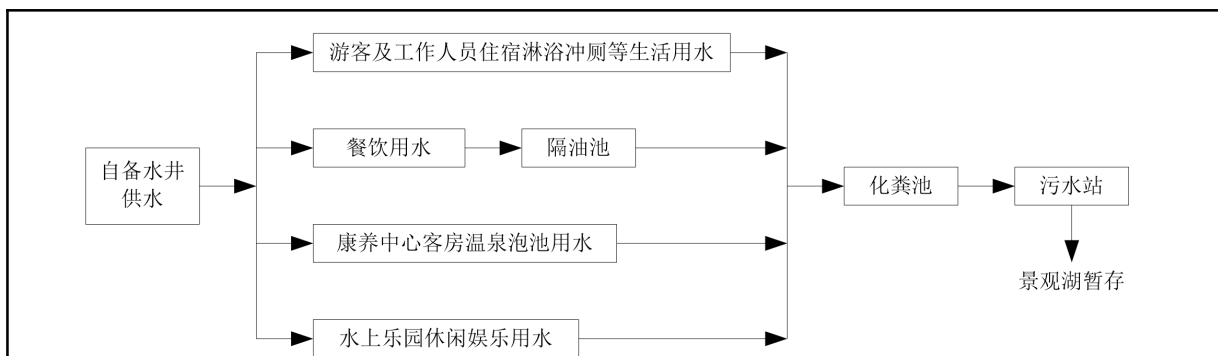 游客及工作人员住宿淋浴冲厕等生活用水
餐饮用水
隔油池
自备水井
供水
化粪池
污水站
康养中心客房温泉泡池用水
景观湖暂存
水上乐园休闲娱乐用水